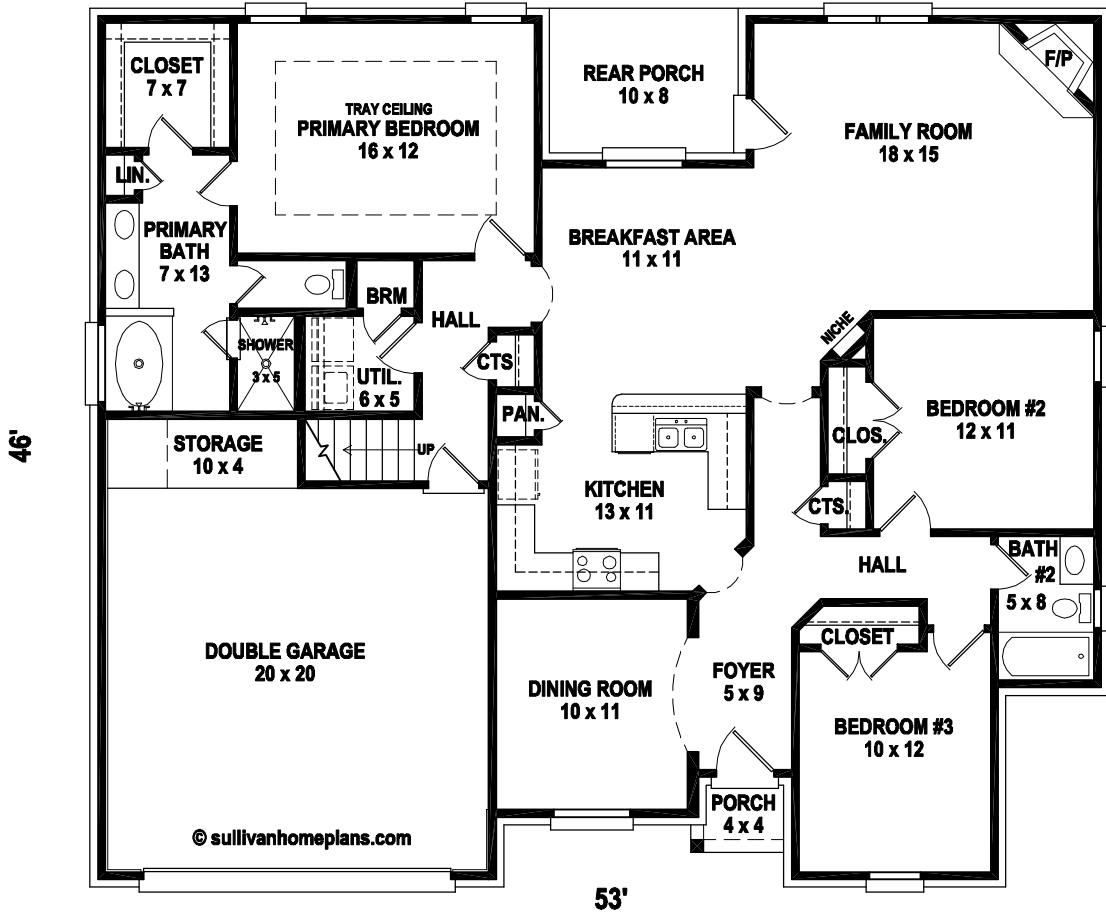 CLOSET
7 x 7
TRAY CEILING
PRIMARY BEDROOM
16 x 12
REAR PORCH
10 x 8
F/P
FAMILY ROOM
18 x 15
LIN.
PRIMARY
BATH
7 x 13
BREAKFAST AREA
11 x 11
BRM
HALL
NICHE
SHOWER
3 x 5
CTS
UTIL.
6 x 5
PAN.
BEDROOM #2
12 x 11
CLOS.
46'
STORAGE
10 x 4
UP
KITCHEN
13 x 11
CTS.
HALL
BATH
#2
5 x 8
CLOSET
DOUBLE GARAGE
20 x 20
DINING ROOM
10 x 11
FOYER
5 x 9
BEDROOM #3
10 x 12
PORCH
4 x 4
© sullivanhomeplans.com
53'